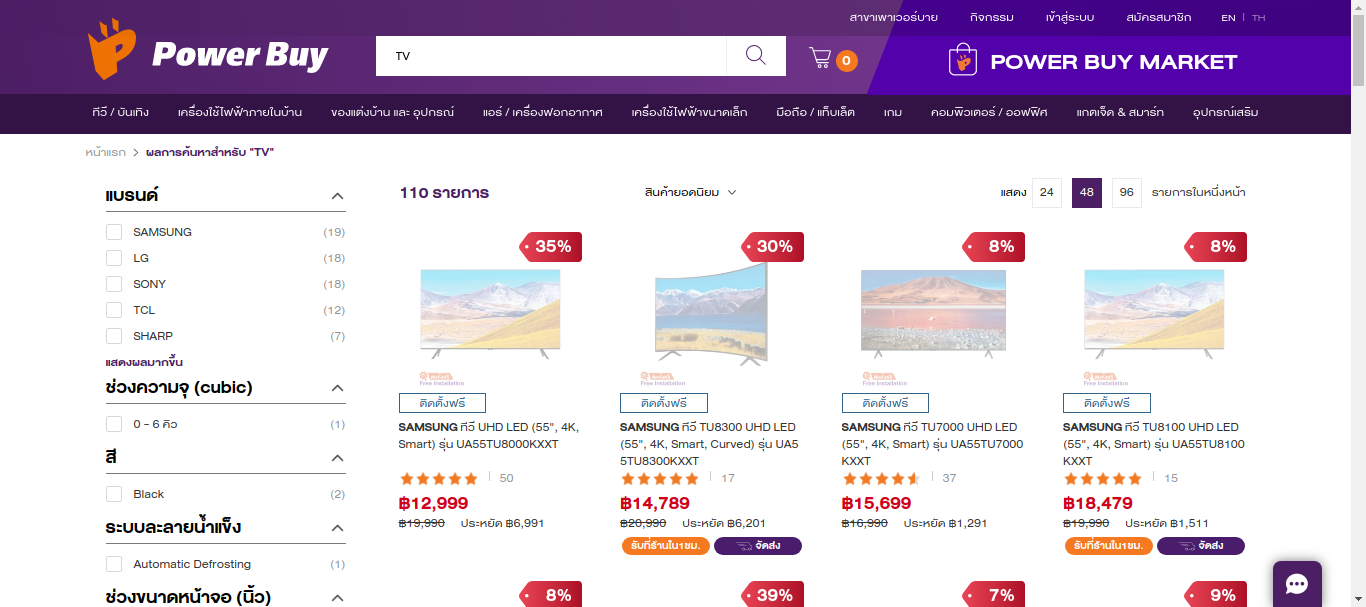 สาขาเพาเวอร์บาย กิจกรรม เข้าสู่ระบบ สมัครสมาชิก EN | TH
Power Buy TV 0 POWER BUY MARKET
ทีวี / บันเทิง เครื่องใช้ไฟฟ้าภายในบ้าน ของแต่งบ้าน และ อุปกรณ์ แอร์ / เครื่องฟอกอากาศ เครื่องใช้ไฟฟ้าขนาดเล็ก มือถือ / แท็บเล็ต เกม คอมพิวเตอร์ / ออฟฟิศ แกดเจ็ด & สมาร์ท อุปกรณ์เสริม
หน้าแรก > ผลการค้นหาสำหรับ "TV"
แบรนด์
SAMSUNG (19)
LG (18)
SONY (18)
TCL (12)
SHARP (7)
แสดงผลมากขึ้น
ช่วงความจุ (cubic)
0 - 6 คิว (1)
สี
Black (2)
ระบบละลายน้ำแข็ง
Automatic Defrosting (1)
ช่วงขนาดหน้าจอ (นิ้ว)
110 รายการ สินค้ายอดนิยม แสดง 24 48 96 รายการในหนึ่งหน้า
35%
Free Installation
ติดตั้งฟรี
SAMSUNG ทีวี UHD LED (55", 4K,
Smart) รุ่น UA55TU8000KXXT
50
฿12,999
฿19,990 ประหยัด ฿6,991
30%
Free Installation
ติดตั้งฟรี
SAMSUNG ทีวี TU8300 UHD LED
(55", 4K, Smart, Curved) รุ่น UA5
5TU8300KXXT
17
฿14,789
฿20,990 ประหยัด ฿6,201
รับที่ร้านใน1ชม. จัดส่ง
8%
Free Installation
ติดตั้งฟรี
SAMSUNG ทีวี TU7000 UHD LED
(55", 4K, Smart) รุ่น UA55TU7000
KXXT
37
฿15,699
฿16,990 ประหยัด ฿1,291
8%
Free Installation
ติดตั้งฟรี
SAMSUNG ทีวี TU8100 UHD LED
(55", 4K, Smart) รุ่น UA55TU8100
KXXT
15
฿18,479
฿19,990 ประหยัด ฿1,511
รับที่ร้านใน1ชม. จัดส่ง
8% 39% 7% 9%